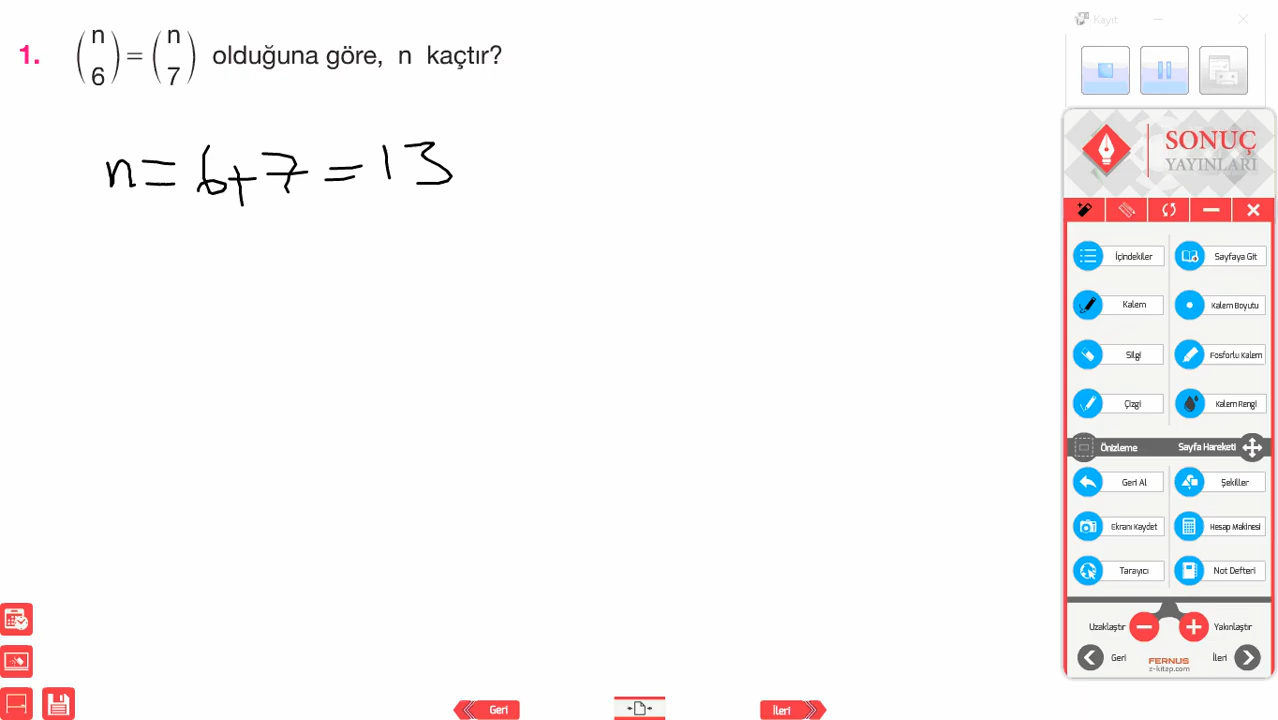 Kayıt
1. (n 6) = (n 7) olduğuna göre, n kaçtır?
n = 6+7 = 13
SONUÇ
YAYINLARI
İçindekiler
Sayfaya Git
Kalem
Kalem Boyutu
Silgi
Fosforlu Kalem
Çizgi
Kalem Rengi
Önizleme
Sayfa Hareketi
Geri Al
Şekiller
Ekranı Kaydet
Hesap Makinesi
Tarayıcı
Not Defteri
Uzaklaştır
Yakınlaştır
Geri
FERNUS
z-kitap.com
İleri
Geri
İleri